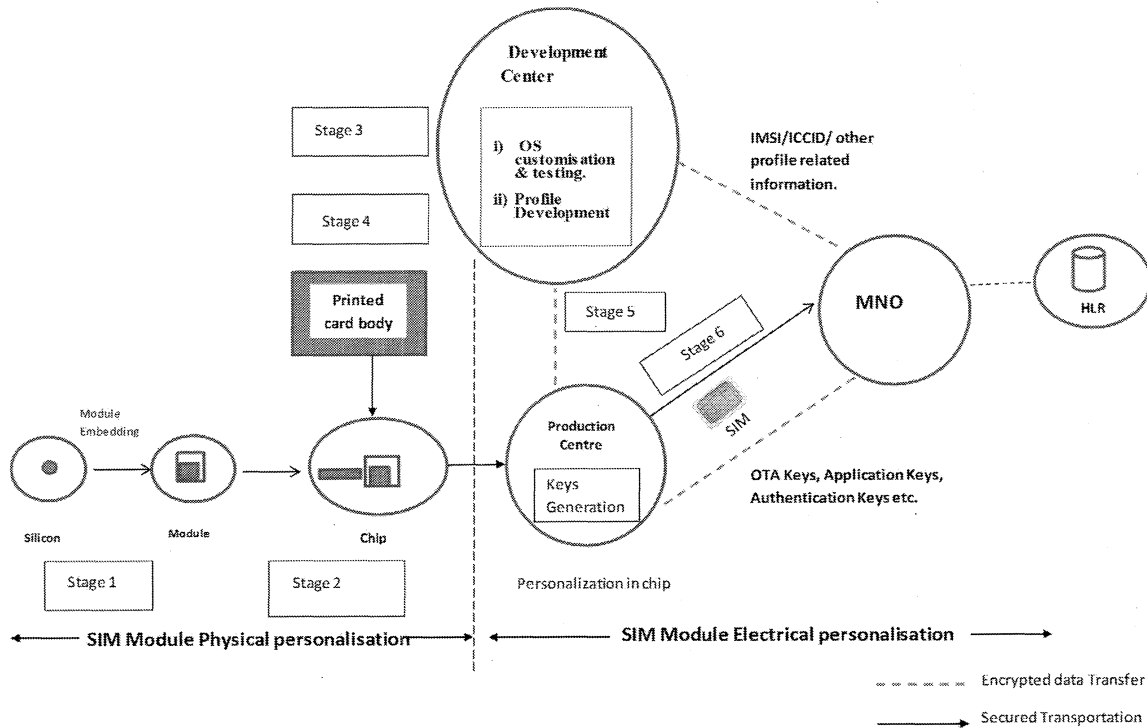 Development
Center
Stage 3
i) OS
customisation
& testing.
ii) Profile
Development
IMSI/ICCID/ other
profile related
information.
Stage 4
Printed
card body
Stage 5
Stage 6
MNO
HLR
SIM
Module
Embedding
Production
Centre
Keys
Generation
OTA Keys, Application Keys,
Authentication Keys etc.
Silicon
Module
Chip
Stage 1
Stage 2
Personalization in chip
SIM Module Physical personalisation
SIM Module Electrical personalisation
Encrypted data Transfer
Secured Transportation